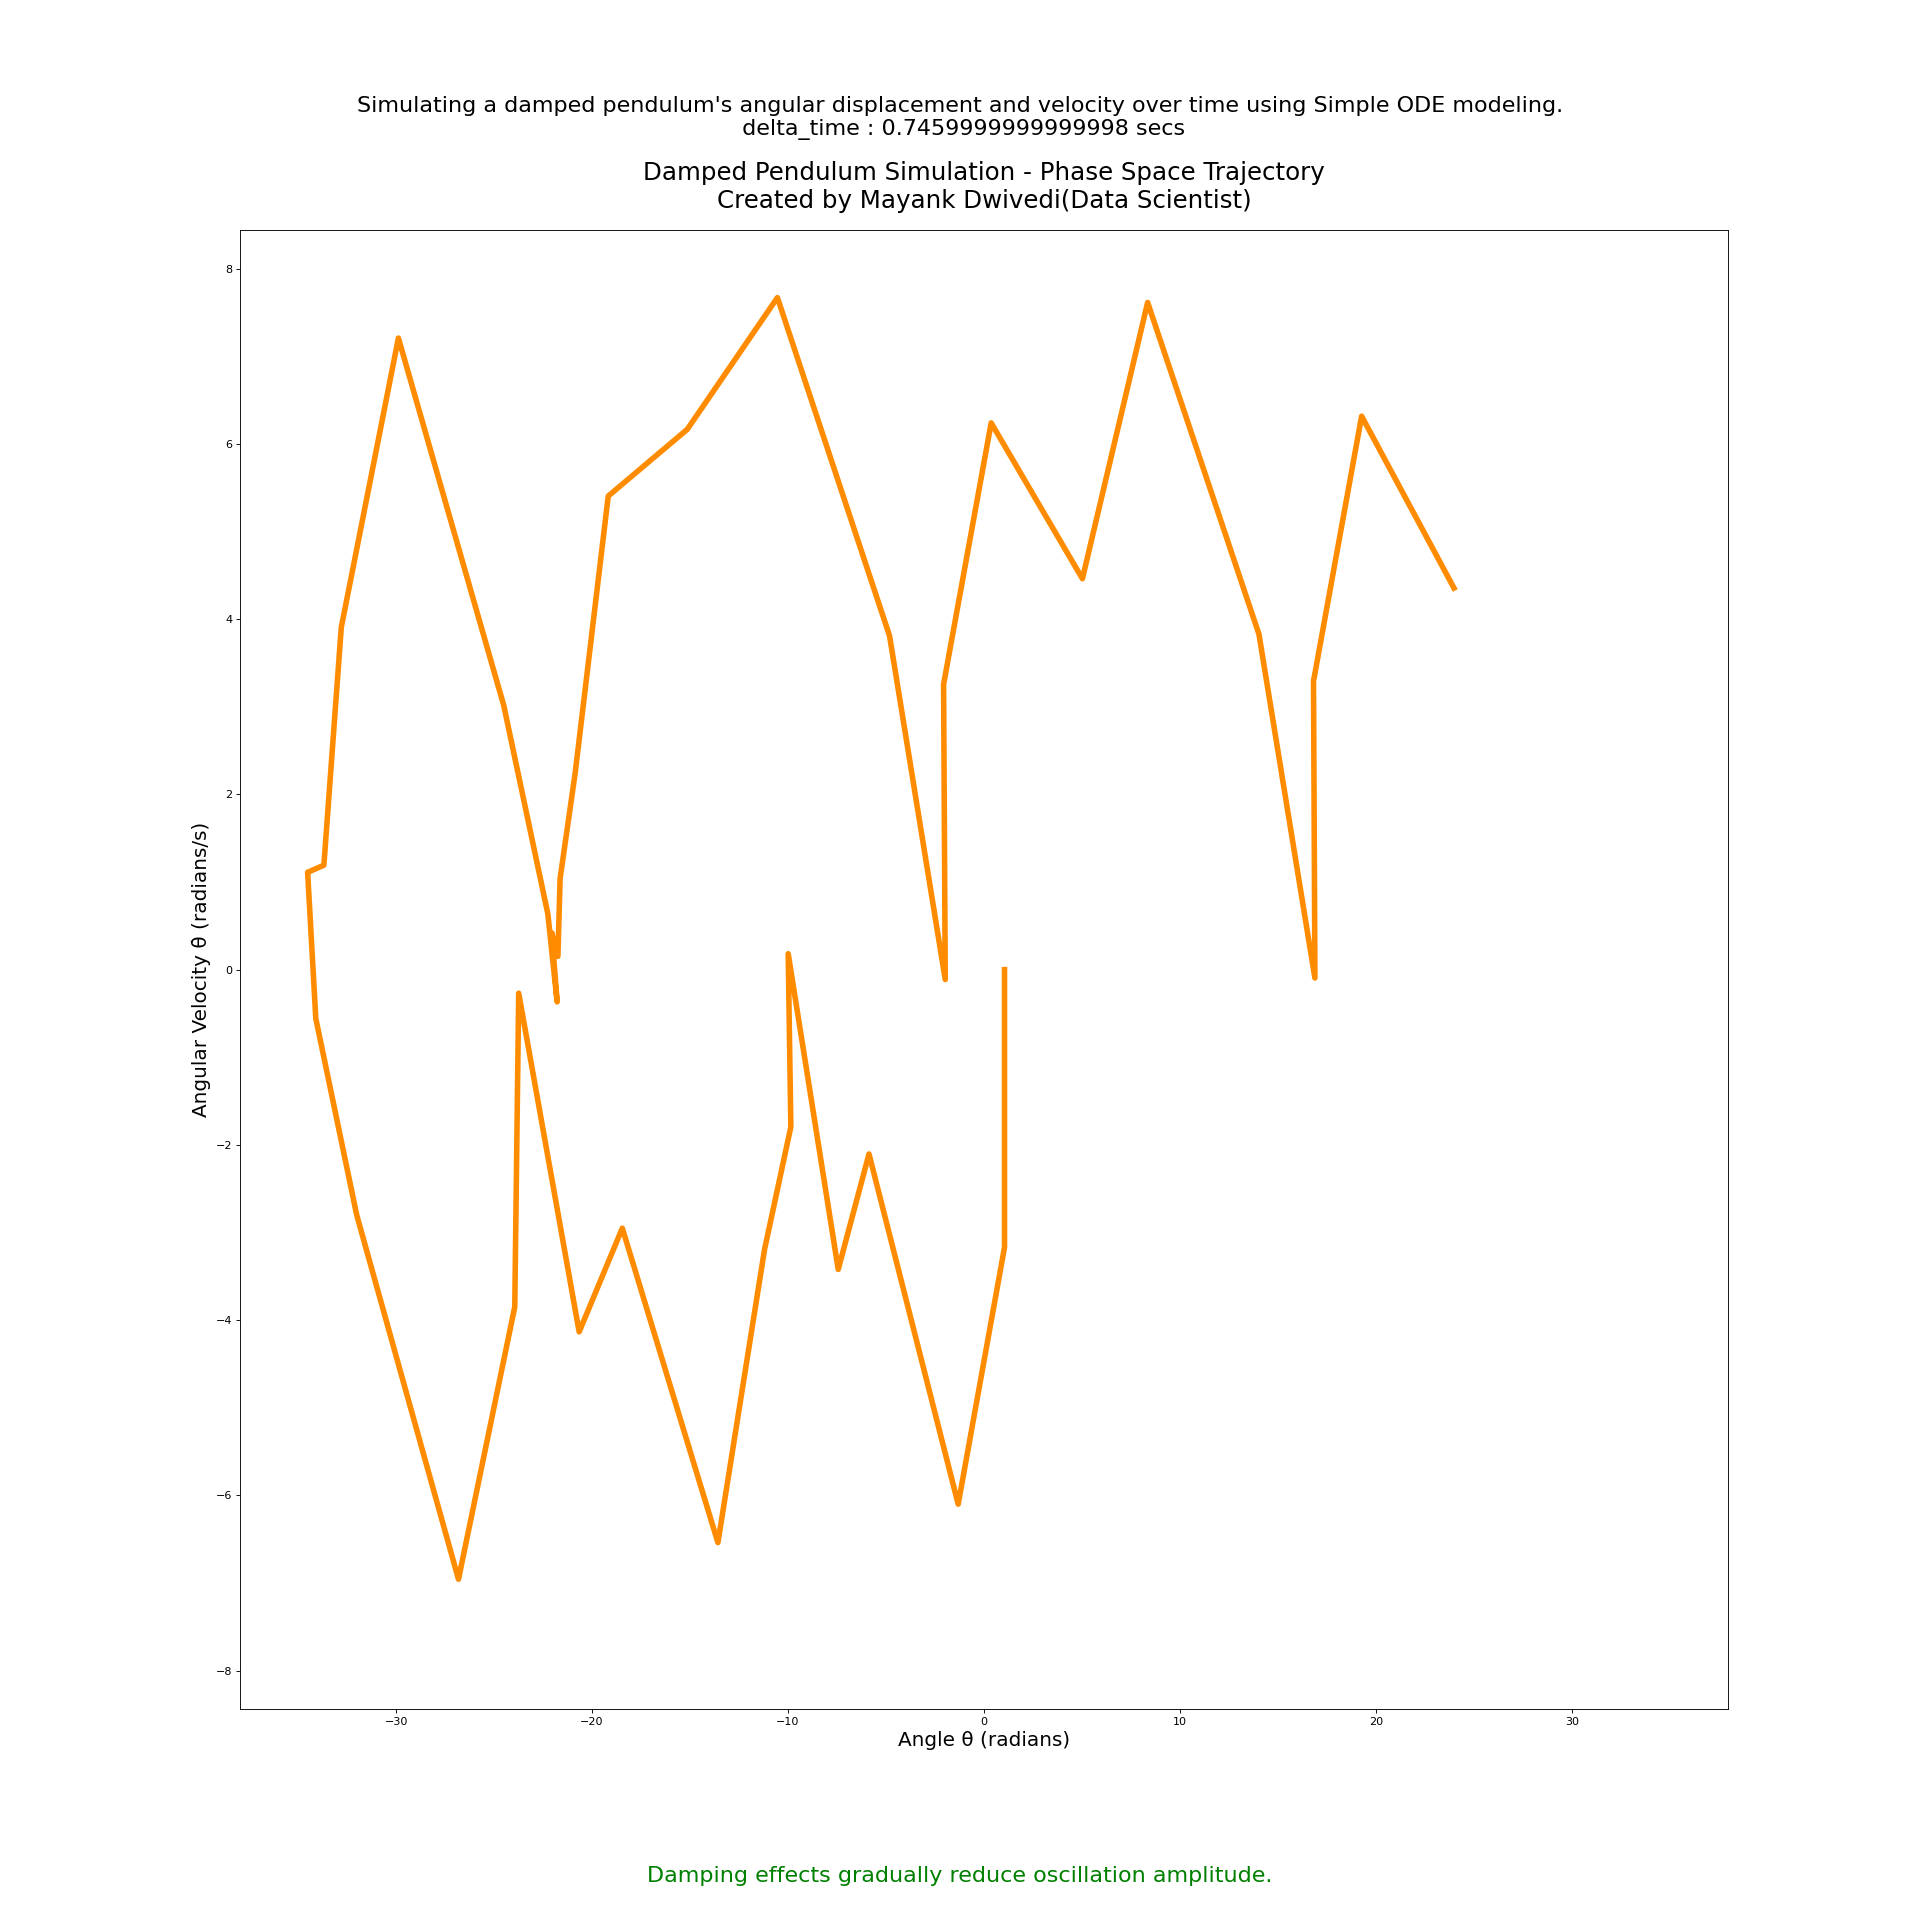 Simulating a damped pendulum's angular displacement and velocity over time using Simple ODE modeling.
delta_time : 0.7459999999999998 secs
Damped Pendulum Simulation - Phase Space Trajectory
Created by Mayank Dwivedi(Data Scientist)
8
6
4
2
0
−2
−4
−6
−8
Angular Velocity θ (radians/s)
−30
−20
−10
0
10
20
30
Angle θ (radians)
Damping effects gradually reduce oscillation amplitude.